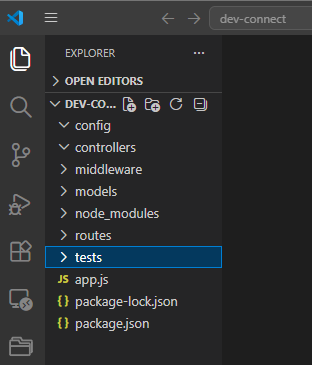 dev-connect
EXPLORER
OPEN EDITORS
DEV-CO...
config
controllers
middleware
models
node_modules
routes
tests
JS app.js
{} package-lock.json
{} package.json